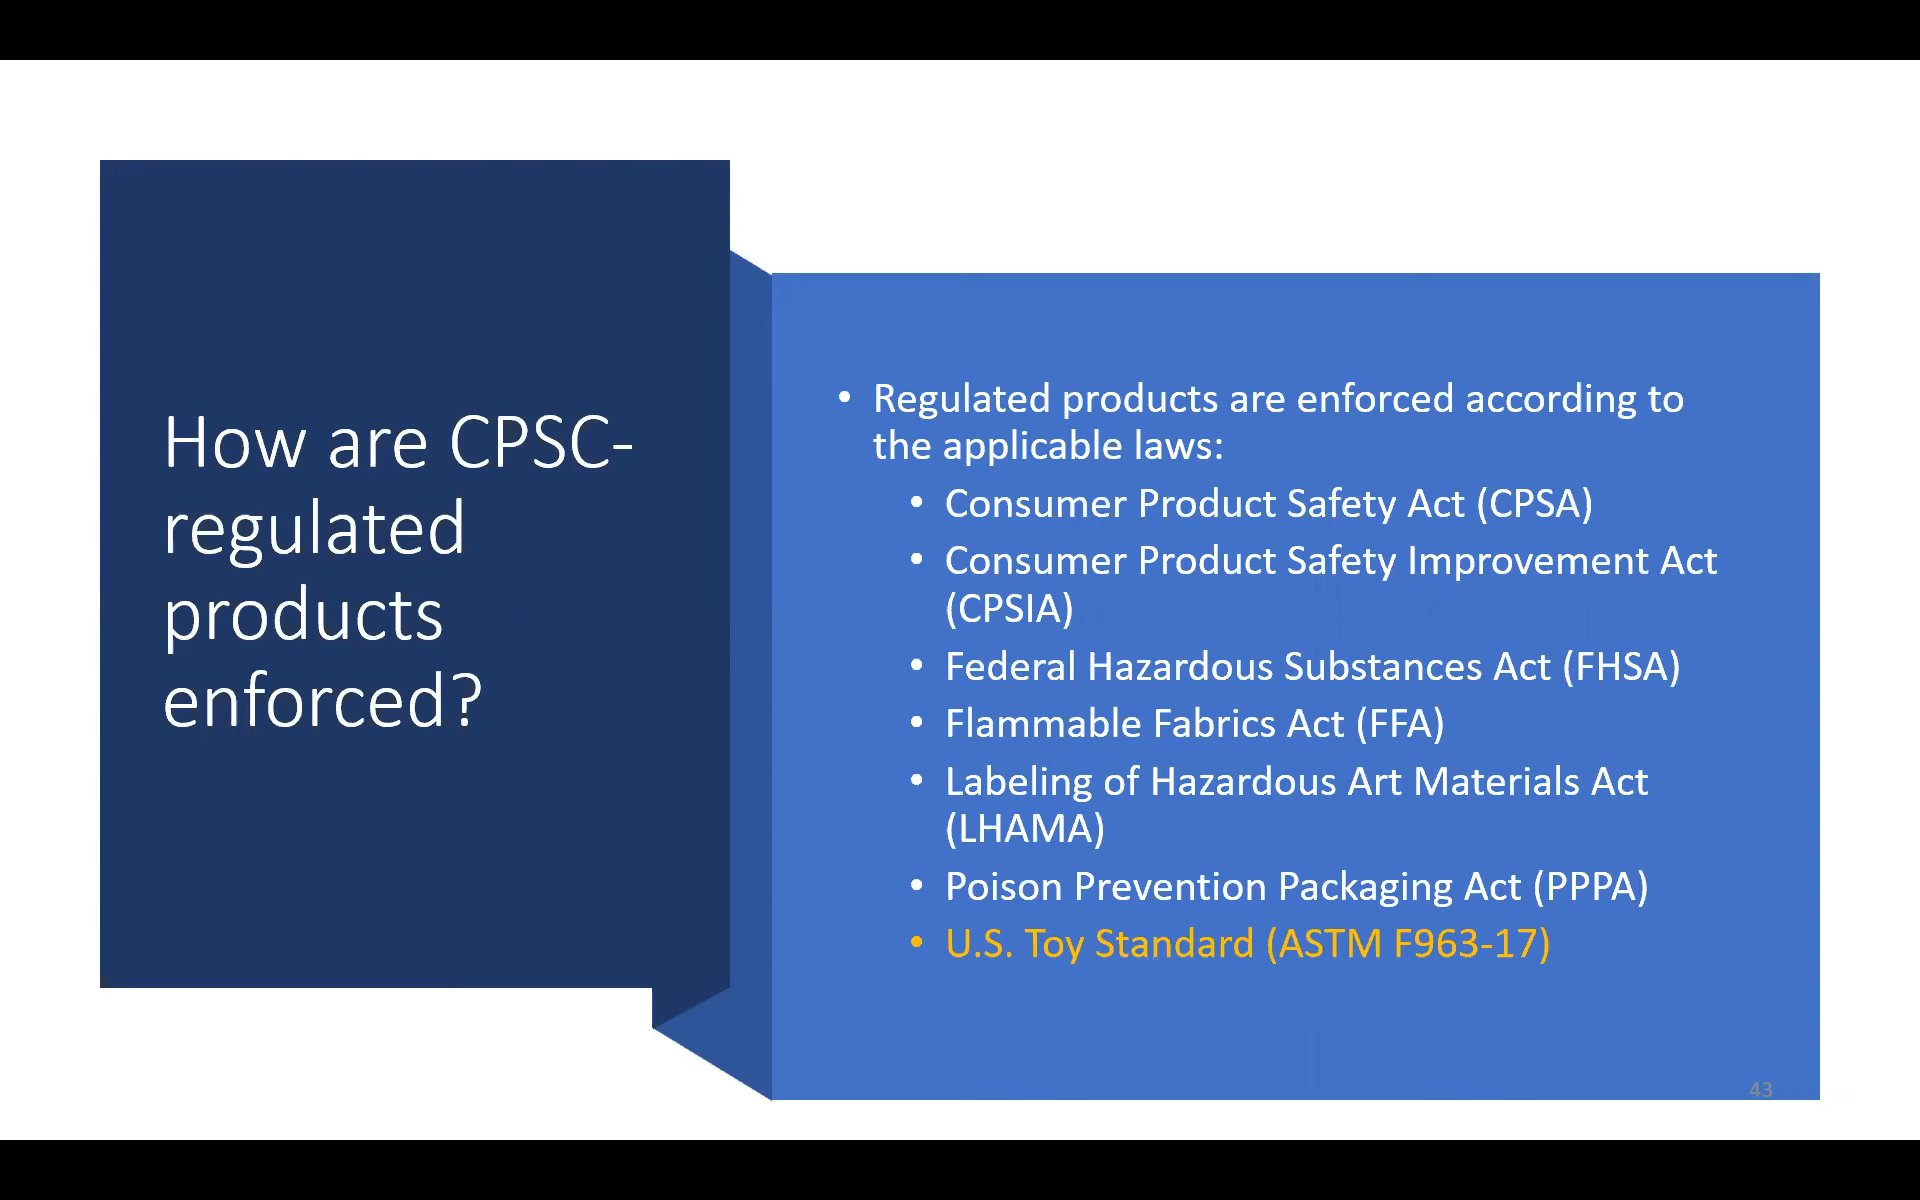 How are CPSC-
regulated
products
enforced?
• Regulated products are enforced according to
the applicable laws:
• Consumer Product Safety Act (CPSA)
• Consumer Product Safety Improvement Act
(CPSIA)
• Federal Hazardous Substances Act (FHSA)
• Flammable Fabrics Act (FFA)
• Labeling of Hazardous Art Materials Act
(LHAMA)
• Poison Prevention Packaging Act (PPPA)
• U.S. Toy Standard (ASTM F963-17)
43